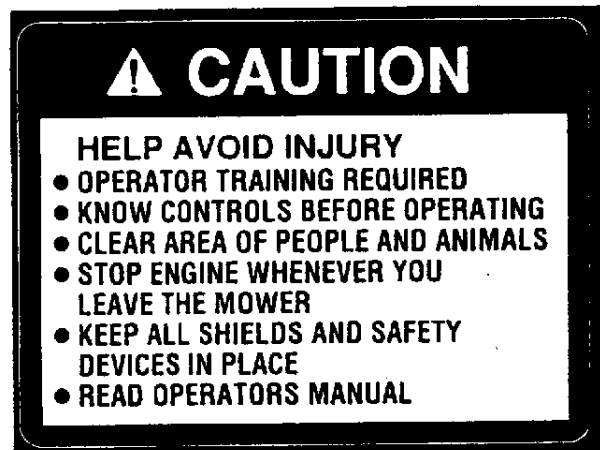 CAUTION
HELP AVOID INJURY
● OPERATOR TRAINING REQUIRED
● KNOW CONTROLS BEFORE OPERATING
● CLEAR AREA OF PEOPLE AND ANIMALS
● STOP ENGINE WHENEVER YOU
LEAVE THE MOWER
● KEEP ALL SHIELDS AND SAFETY
DEVICES IN PLACE
● READ OPERATORS MANUAL